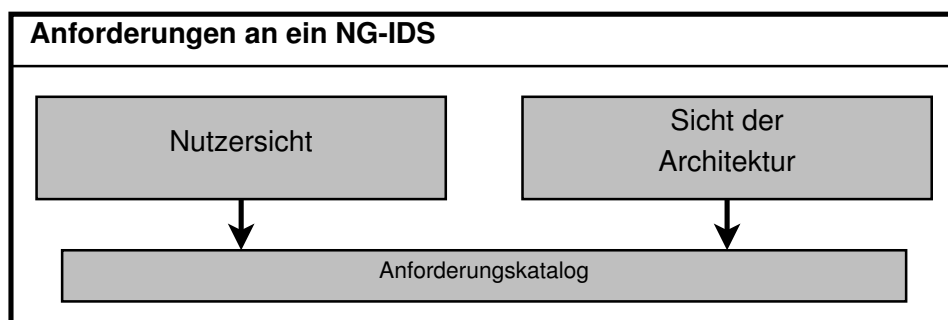 Anforderungen an ein NG-IDS
Nutzersicht
Sicht der
Architektur
Anforderungskatalog